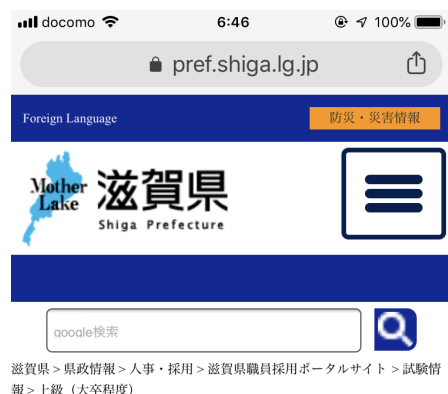 docomo 6:46 100%
pref.shiga.lg.jp
Foreign Language 防災・災害情報
Mother Lake 滋賀県
Shiga Prefecture
google検索
滋賀県 > 県政情報 > 人事・採用 > 滋賀県職員採用ポータルサイト > 試験情
報 > 上級（大卒程度）